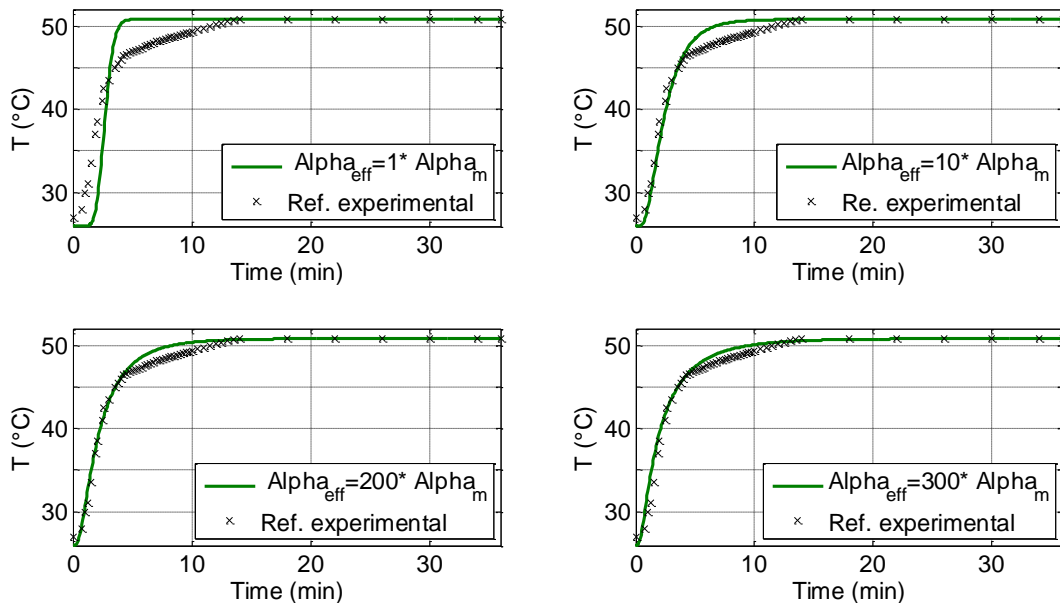 50
40
30
T (°C)
Alpha_eff=1* Alpha_m
Ref. experimental
0 10 20 30
Time (min)
50
40
30
T (°C)
Alpha_eff=10* Alpha_m
Re. experimental
0 10 20 30
Time (min)
50
40
30
T (°C)
Alpha_eff=200* Alpha_m
Ref. experimental
0 10 20 30
Time (min)
50
40
30
T (°C)
Alpha_eff=300* Alpha_m
Ref. experimental
0 10 20 30
Time (min)